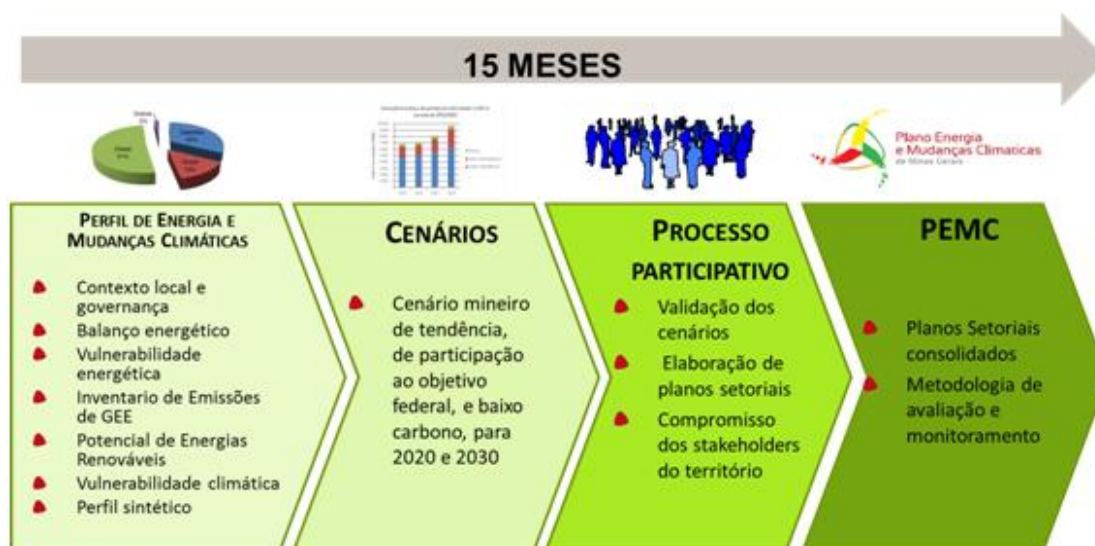 15 MESES
Plano Energia
e Mudanças Climaticas
de Minas Gerais
PERFIL DE ENERGIA E
MUDANÇAS CLIMÁTICAS
Contexto local e
governança
Balanço energético
Vulnerabilidade
energética
Inventario de Emissões
de GEE
Potencial de Energias
Renováveis
Vulnerabilidade climática
Perfil sintético
CENÁRIOS
Cenário mineiro
de tendência,
de participação
ao objetivo
federal, e baixo
carbono, para
2020 e 2030
PROCESSO
PARTICIPATIVO
Validação dos
cenários
Elaboração de
planos setoriais
Compromisso
dos stakeholders
do território
PEMC
Planos Setoriais
consolidados
Metodologia de
avaliação e
monitoramento